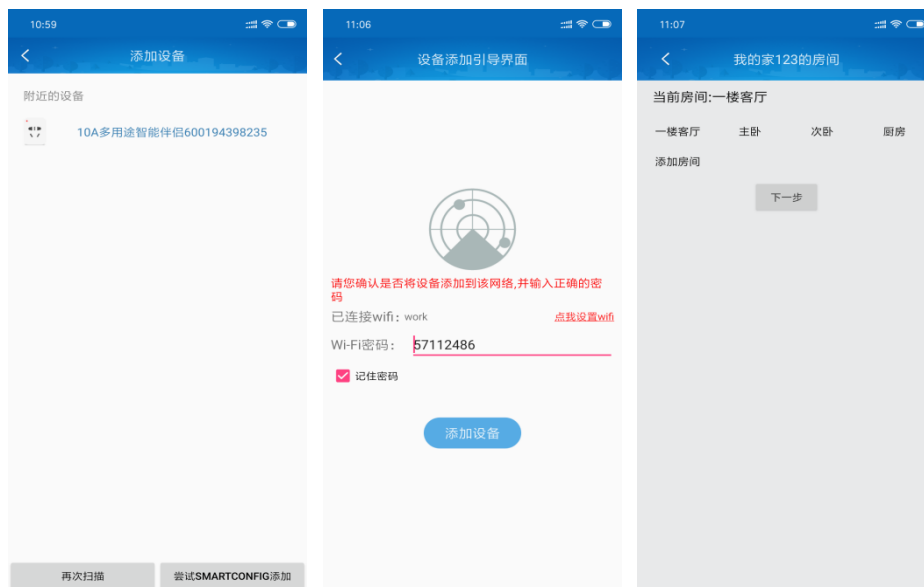 10:59
添加设备
附近的设备
10A多用途智能伴侣600194398235
再次扫描
尝试SMARTCONFIG添加
11:06
设备添加引导界面
请您确认是否将设备添加到该网络,并输入正确的密
码
已连接wifi: work 点我设置wifi
Wi-Fi密码: 57112486
记住密码
添加设备
11:07
我的家123的房间
当前房间:一楼客厅
一楼客厅 主卧 次卧 厨房
添加房间
下一步